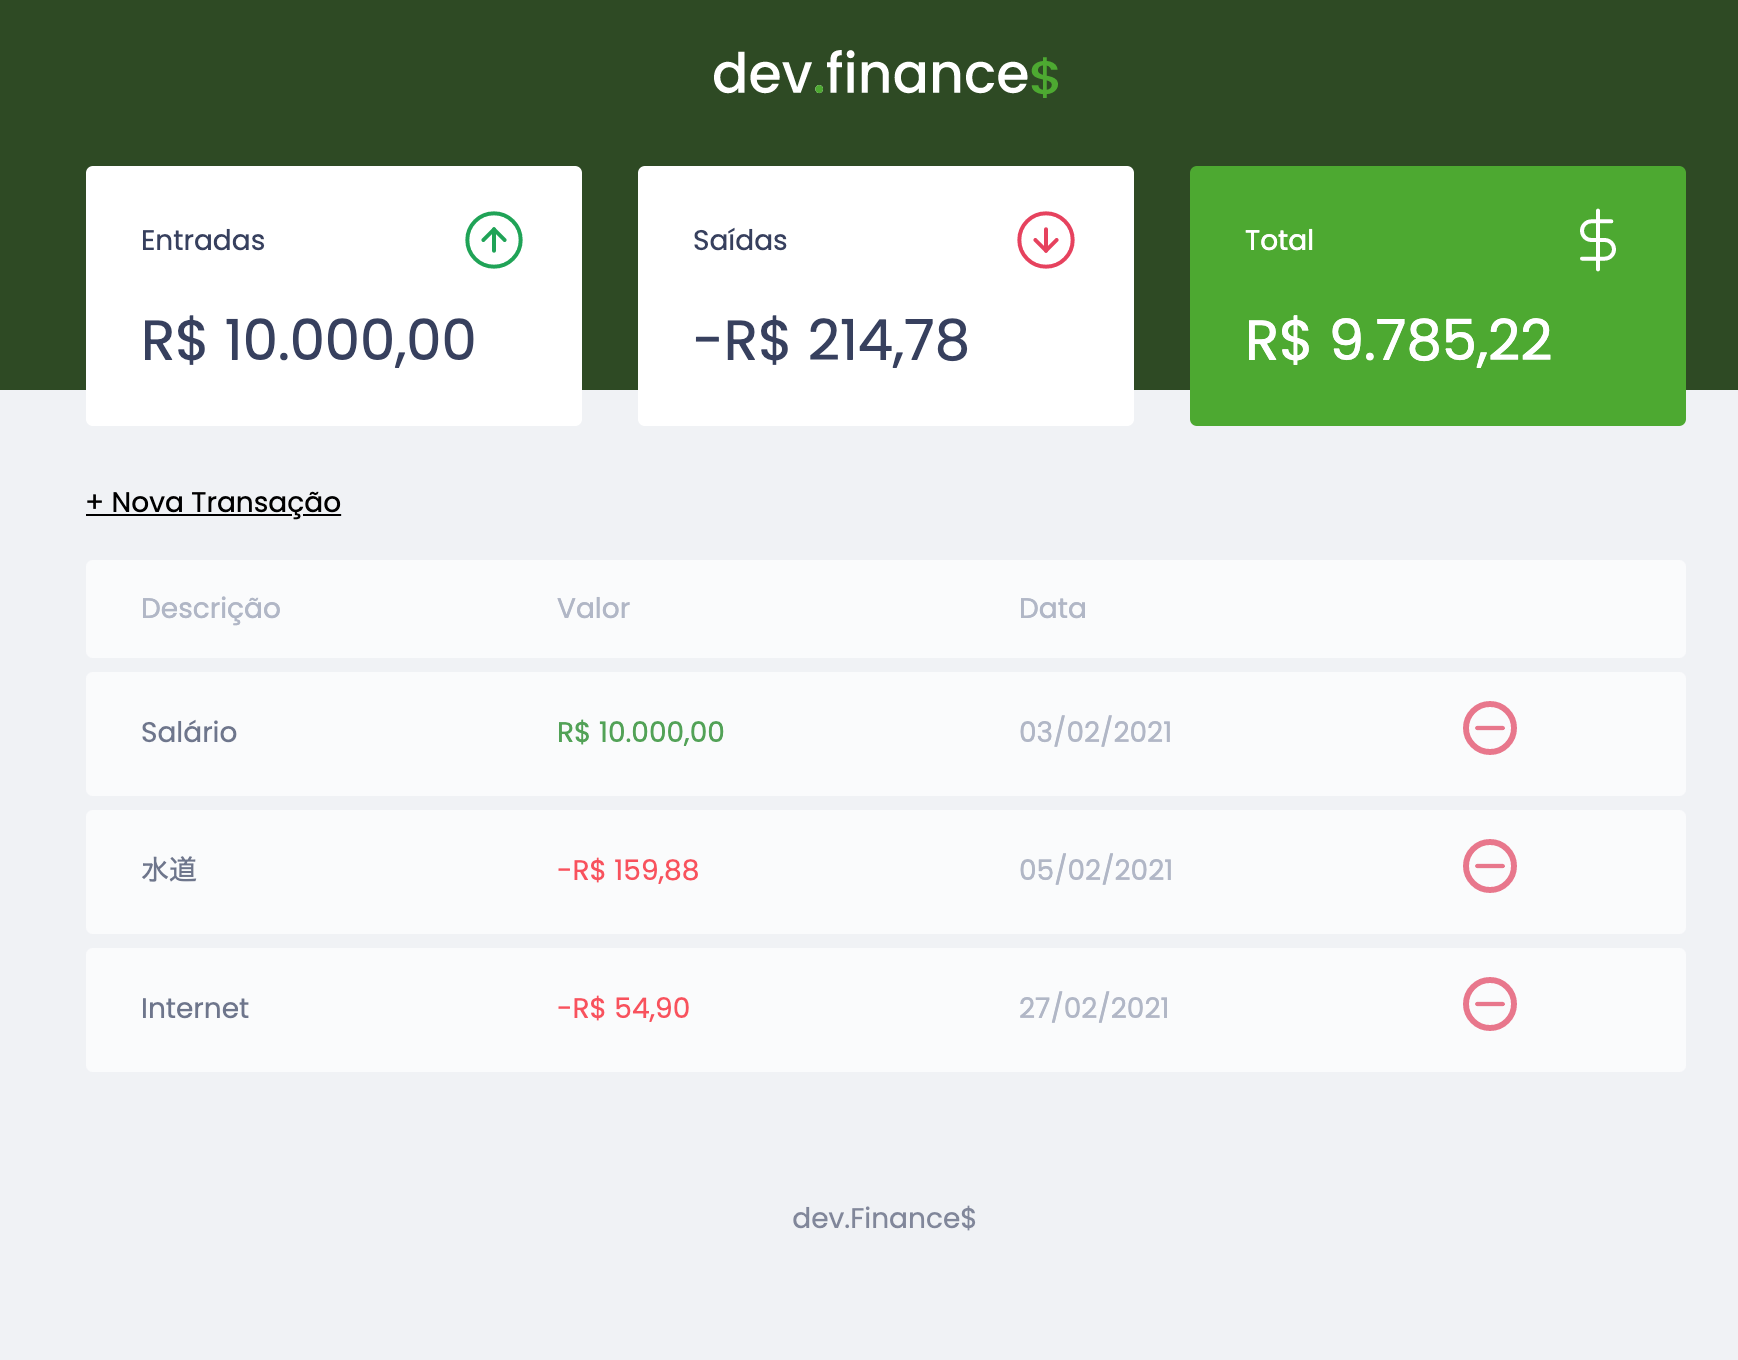 dev.finance$
Entradas
R$ 10.000,00
Saídas
-R$ 214,78
Total
$
R$ 9.785,22
+ Nova Transação
Descrição Valor Data
Salário R$ 10.000,00 03/02/2021
水道 -R$ 159,88 05/02/2021
Internet -R$ 54,90 27/02/2021
dev.Finance$